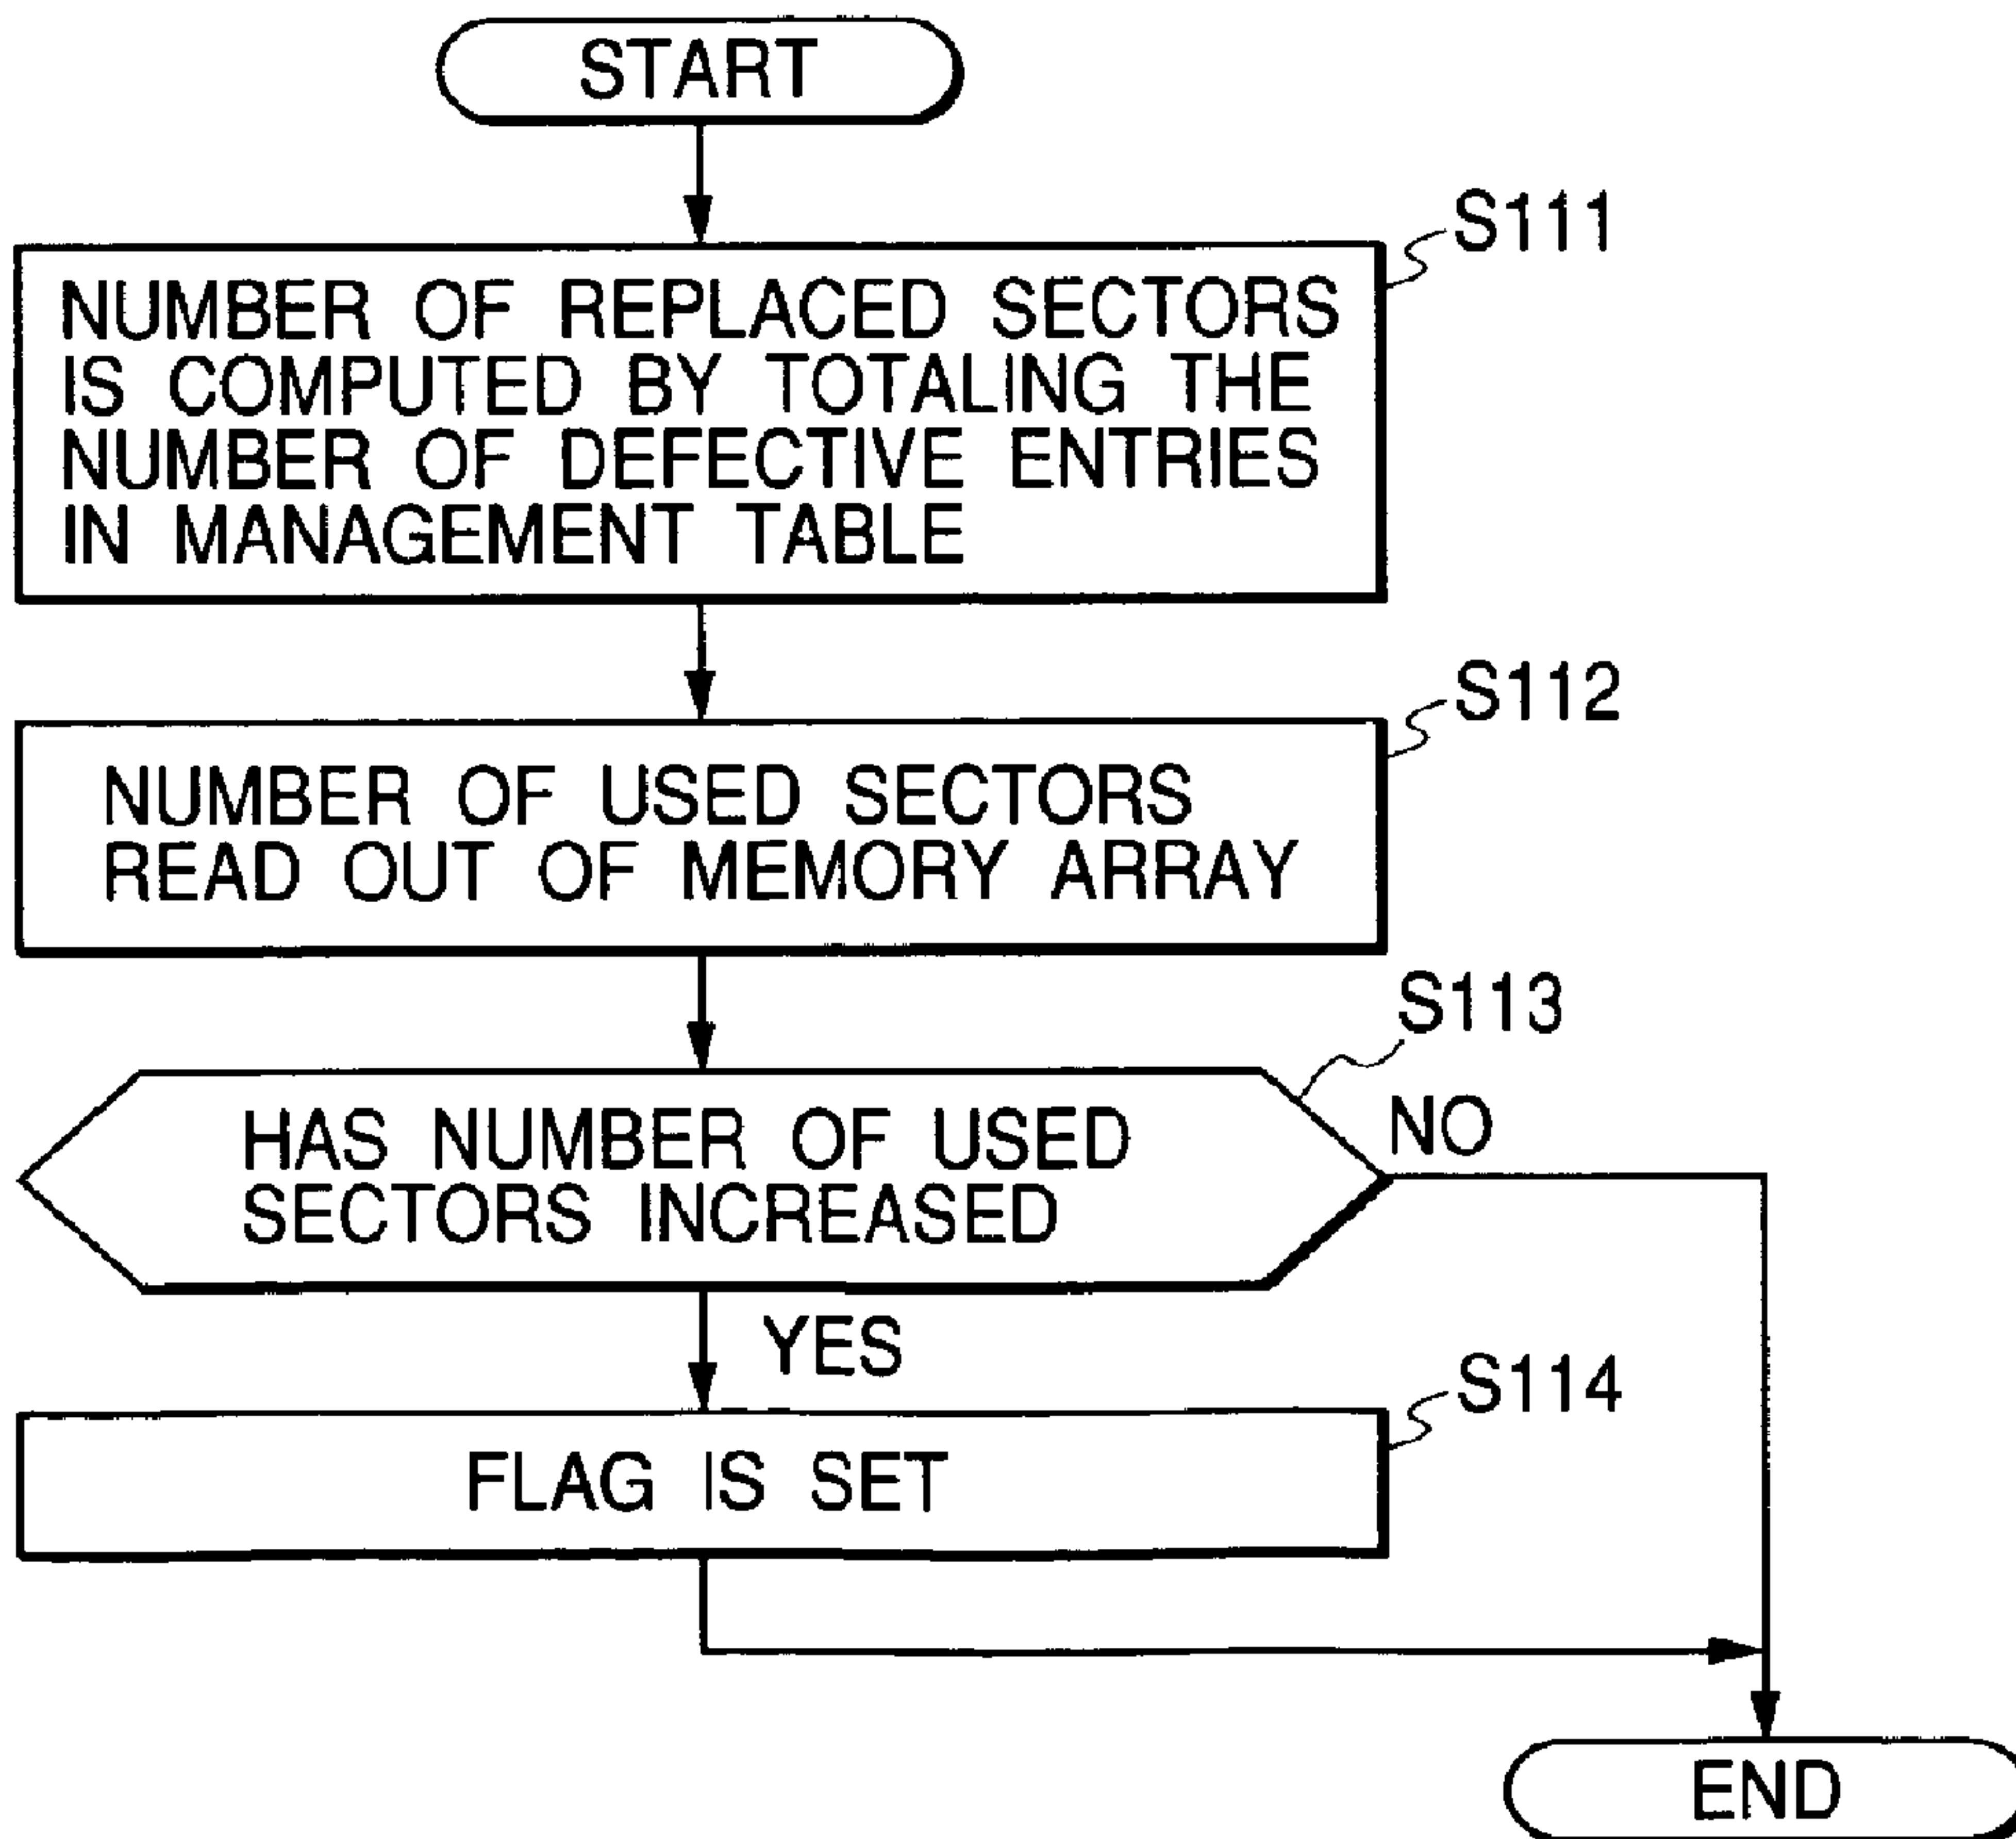 START
S111
NUMBER OF REPLACED SECTORS
IS COMPUTED BY TOTALING THE
NUMBER OF DEFECTIVE ENTRIES
IN MANAGEMENT TABLE
S112
NUMBER OF USED SECTORS
READ OUT OF MEMORY ARRAY
S113
HAS NUMBER OF USED
SECTORS INCREASED
NO
YES
S114
FLAG IS SET
END